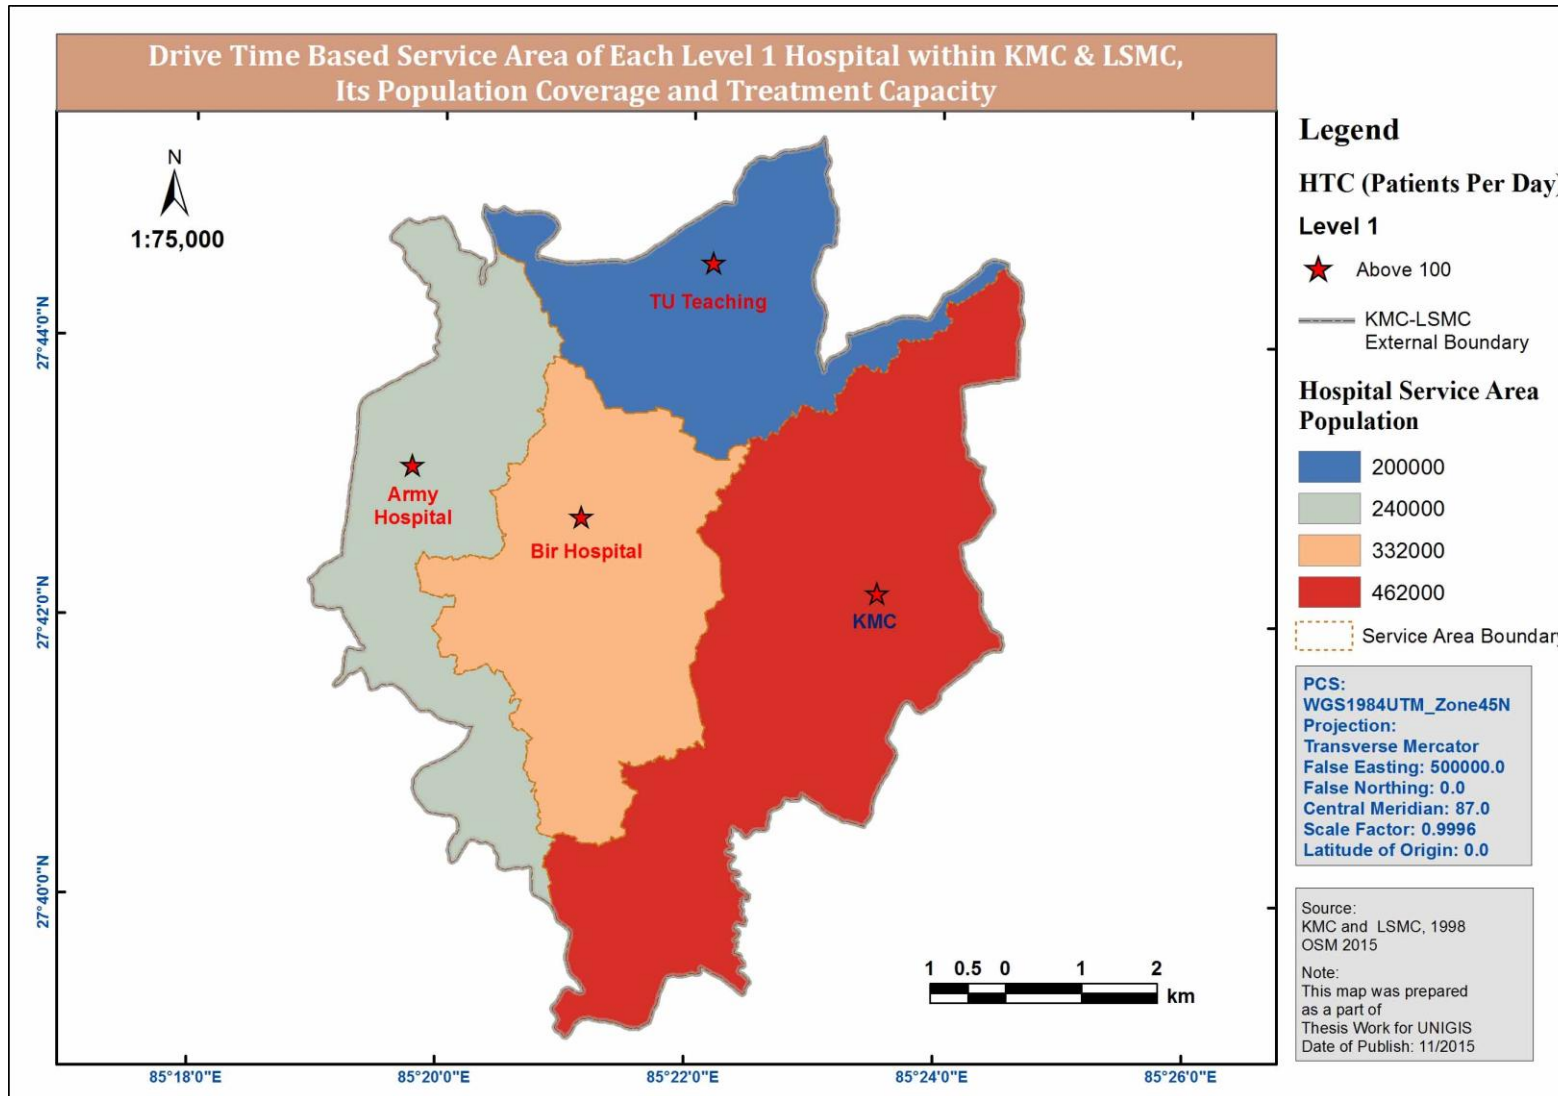 Drive Time Based Service Area of Each Level 1 Hospital within KMC & LSMC,
Its Population Coverage and Treatment Capacity
N
1:75,000
27°44'0"N
27°42'0"N
27°40'0"N
TU Teaching
Army
Hospital
Bir Hospital
KMC
1 0.5 0 1 2
km
85°18'0"E 85°20'0"E 85°22'0"E 85°24'0"E 85°26'0"E
Legend
HTC (Patients Per Day)
Level 1
Above 100
KMC-LSMC
External Boundary
Hospital Service Area
Population
200000
240000
332000
462000
Service Area Boundary
PCS:
WGS1984UTM_Zone45N
Projection:
Transverse Mercator
False Easting: 500000.0
False Northing: 0.0
Central Meridian: 87.0
Scale Factor: 0.9996
Latitude of Origin: 0.0
Source:
KMC and LSMC, 1998
OSM 2015
Note:
This map was prepared
as a part of
Thesis Work for UNIGIS
Date of Publish: 11/2015